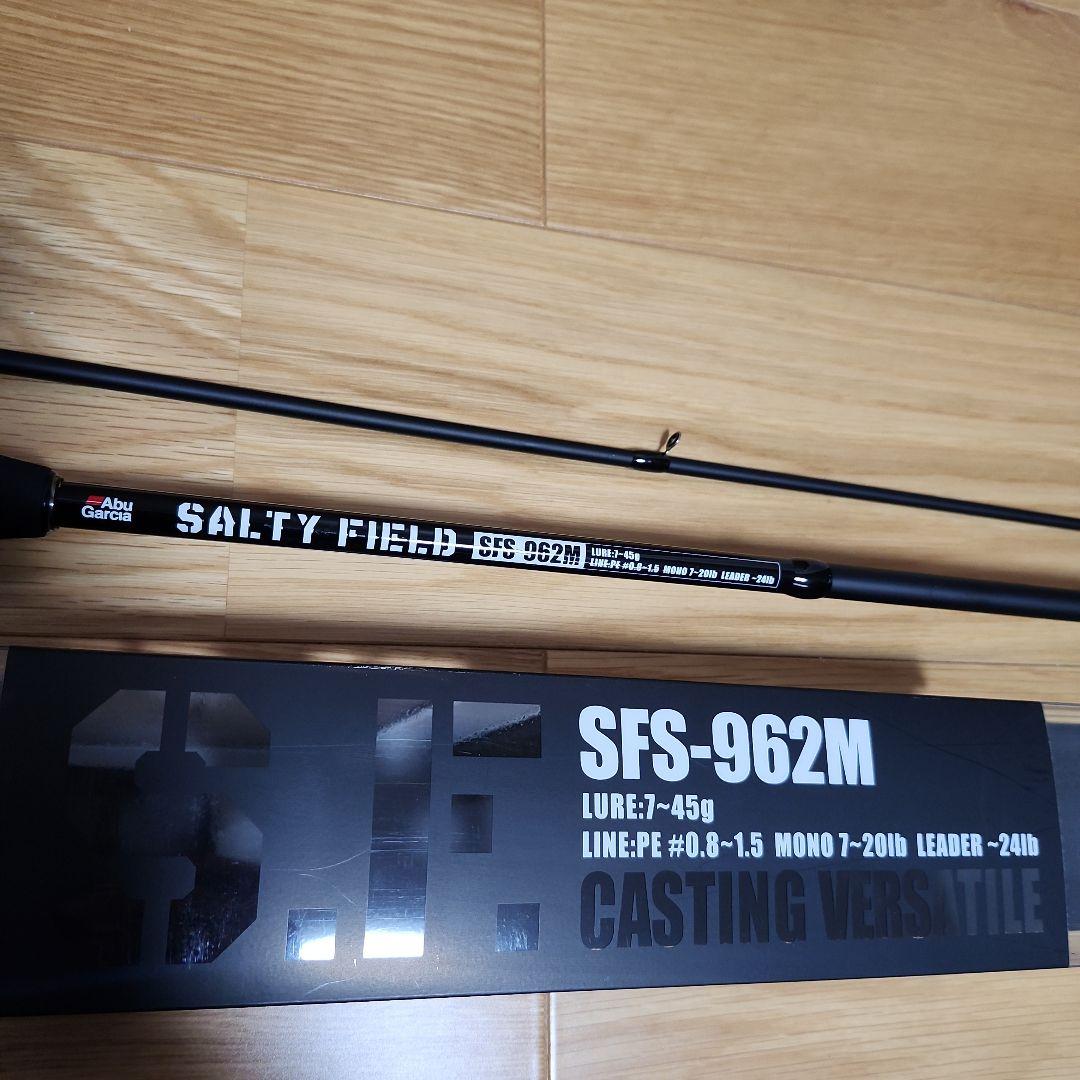 Abu
Garcia
SALTY FIELD SFS-962M LURE:7~45g
LINE:PE #0.8~1.5 MONO 7~20lb LEADER ~24lb
S.F.
SFS-962M
LURE:7~45g
LINE:PE #0.8~1.5 MONO 7~20lb LEADER ~24lb
CASTING VERSATILE